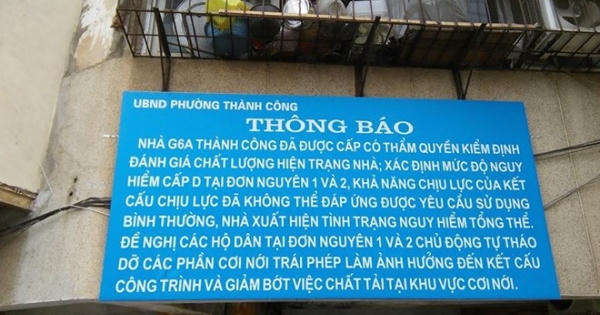 UBND PHƯỜNG THÀNH CÔNG
THÔNG BÁO
NHÀ G6A THÀNH CÔNG ĐÃ ĐƯỢC CẤP CÓ THẨM QUYỀN KIỂM ĐỊNH
ĐÁNH GIÁ CHẤT LƯỢNG HIỆN TRẠNG NHÀ; XÁC ĐỊNH MỨC ĐỘ NGUY
HIỂM CẤP D TẠI ĐƠN NGUYÊN 1 VÀ 2, KHẢ NĂNG CHỊU LỰC CỦA KẾT
CẤU CHỊU LỰC ĐÃ KHÔNG THỂ ĐÁP ỨNG ĐƯỢC YÊU CẦU SỬ DỤNG
BÌNH THƯỜNG, NHÀ XUẤT HIỆN TÌNH TRẠNG NGUY HIỂM TỔNG THỂ.
ĐỀ NGHỊ CÁC HỘ DÂN TẠI ĐƠN NGUYÊN 1 VÀ 2 CHỦ ĐỘNG TỰ THÁO
DỠ CÁC PHẦN CƠI NỚI TRÁI PHÉP LÀM ẢNH HƯỞNG ĐẾN KẾT CẤU
CÔNG TRÌNH VÀ GIẢM BỚT VIỆC CHẤT TẢI TẠI KHU VỰC CƠI NỚI.